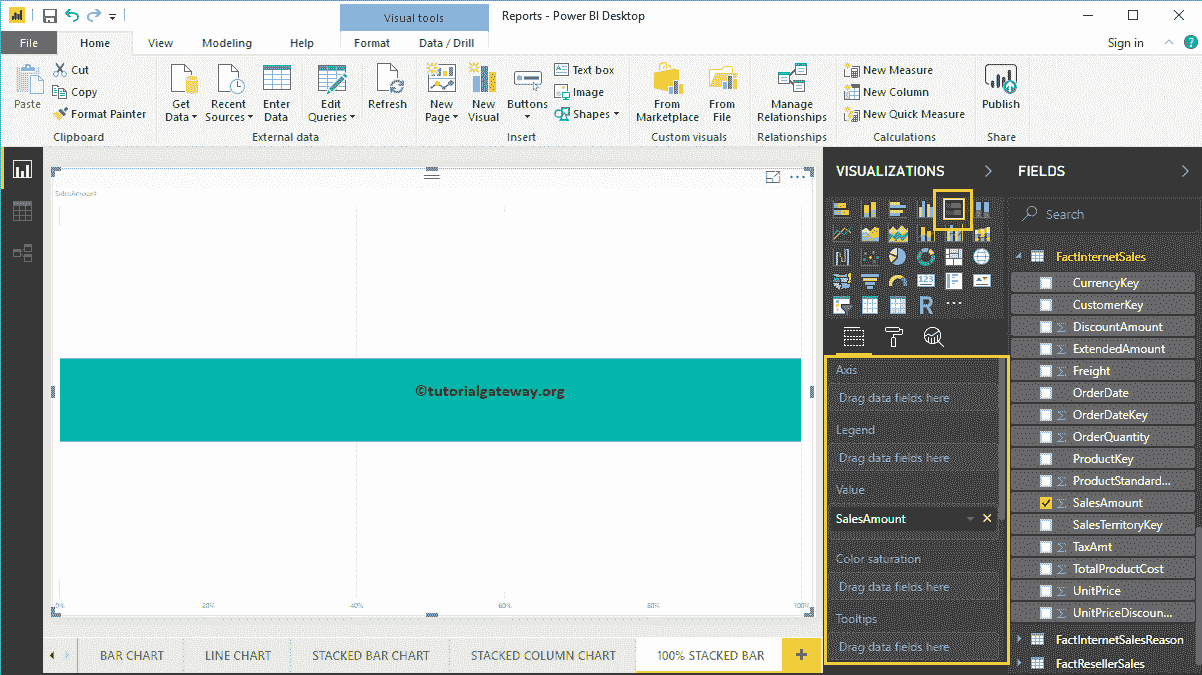 Visual tools
Reports - Power BI Desktop
File
Home
View
Modeling
Help
Format
Data / Drill
Sign in
?
Paste
Cut
Copy
Format Painter
Clipboard
Get Data
Recent Sources
Enter Data
Edit Queries
External data
Refresh
New Page
New Visual
Buttons
Text box
Image
Shapes
Insert
From Marketplace
From File
Custom visuals
Manage Relationships
Relationships
New Measure
New Column
New Quick Measure
Calculations
Publish
Share
SalesAmount
©tutorialgateway.org
0%
20%
40%
60%
80%
100%
BAR CHART
LINE CHART
STACKED BAR CHART
STACKED COLUMN CHART
100% STACKED BAR
+
VISUALIZATIONS
123
R
Axis
Drag data fields here
Legend
Drag data fields here
Value
SalesAmount
Color saturation
Drag data fields here
Tooltips
Drag data fields here
FIELDS
Search
FactInternetSales
CurrencyKey
CustomerKey
Σ DiscountAmount
Σ ExtendedAmount
Σ Freight
OrderDate
Σ OrderDateKey
Σ OrderQuantity
ProductKey
Σ ProductStandard...
Σ SalesAmount
SalesTerritoryKey
Σ TaxAmt
Σ TotalProductCost
Σ UnitPrice
Σ UnitPriceDiscoun...
FactInternetSalesReason
FactResellerSales